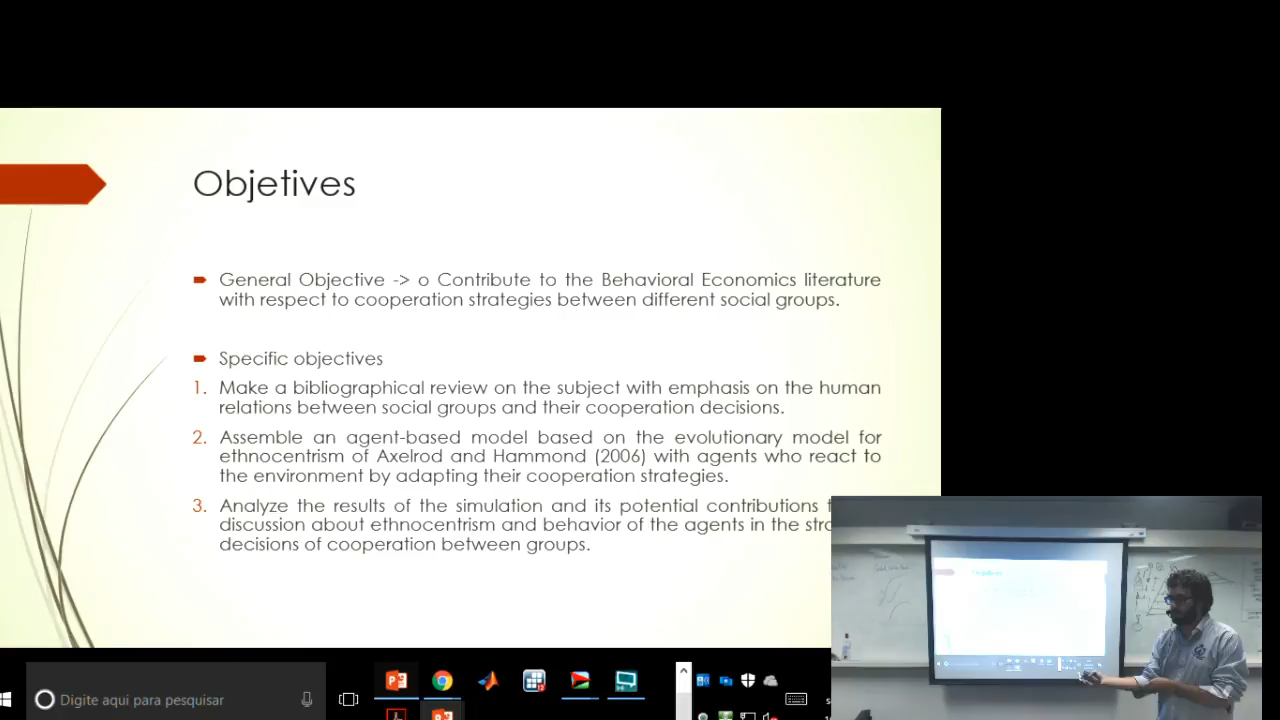 Objetives
General Objective -> o Contribute to the Behavioral Economics literature
with respect to cooperation strategies between different social groups.
Specific objectives
1. Make a bibliographical review on the subject with emphasis on the human
relations between social groups and their cooperation decisions.
2. Assemble an agent-based model based on the evolutionary model for
ethnocentrism of Axelrod and Hammond (2006) with agents who react to
the environment by adapting their cooperation strategies.
3. Analyze the results of the simulation and its potential contributions
discussion about ethnocentrism and behavior of the agents in the
decisions of cooperation between groups.
Digite aqui para pesquisar